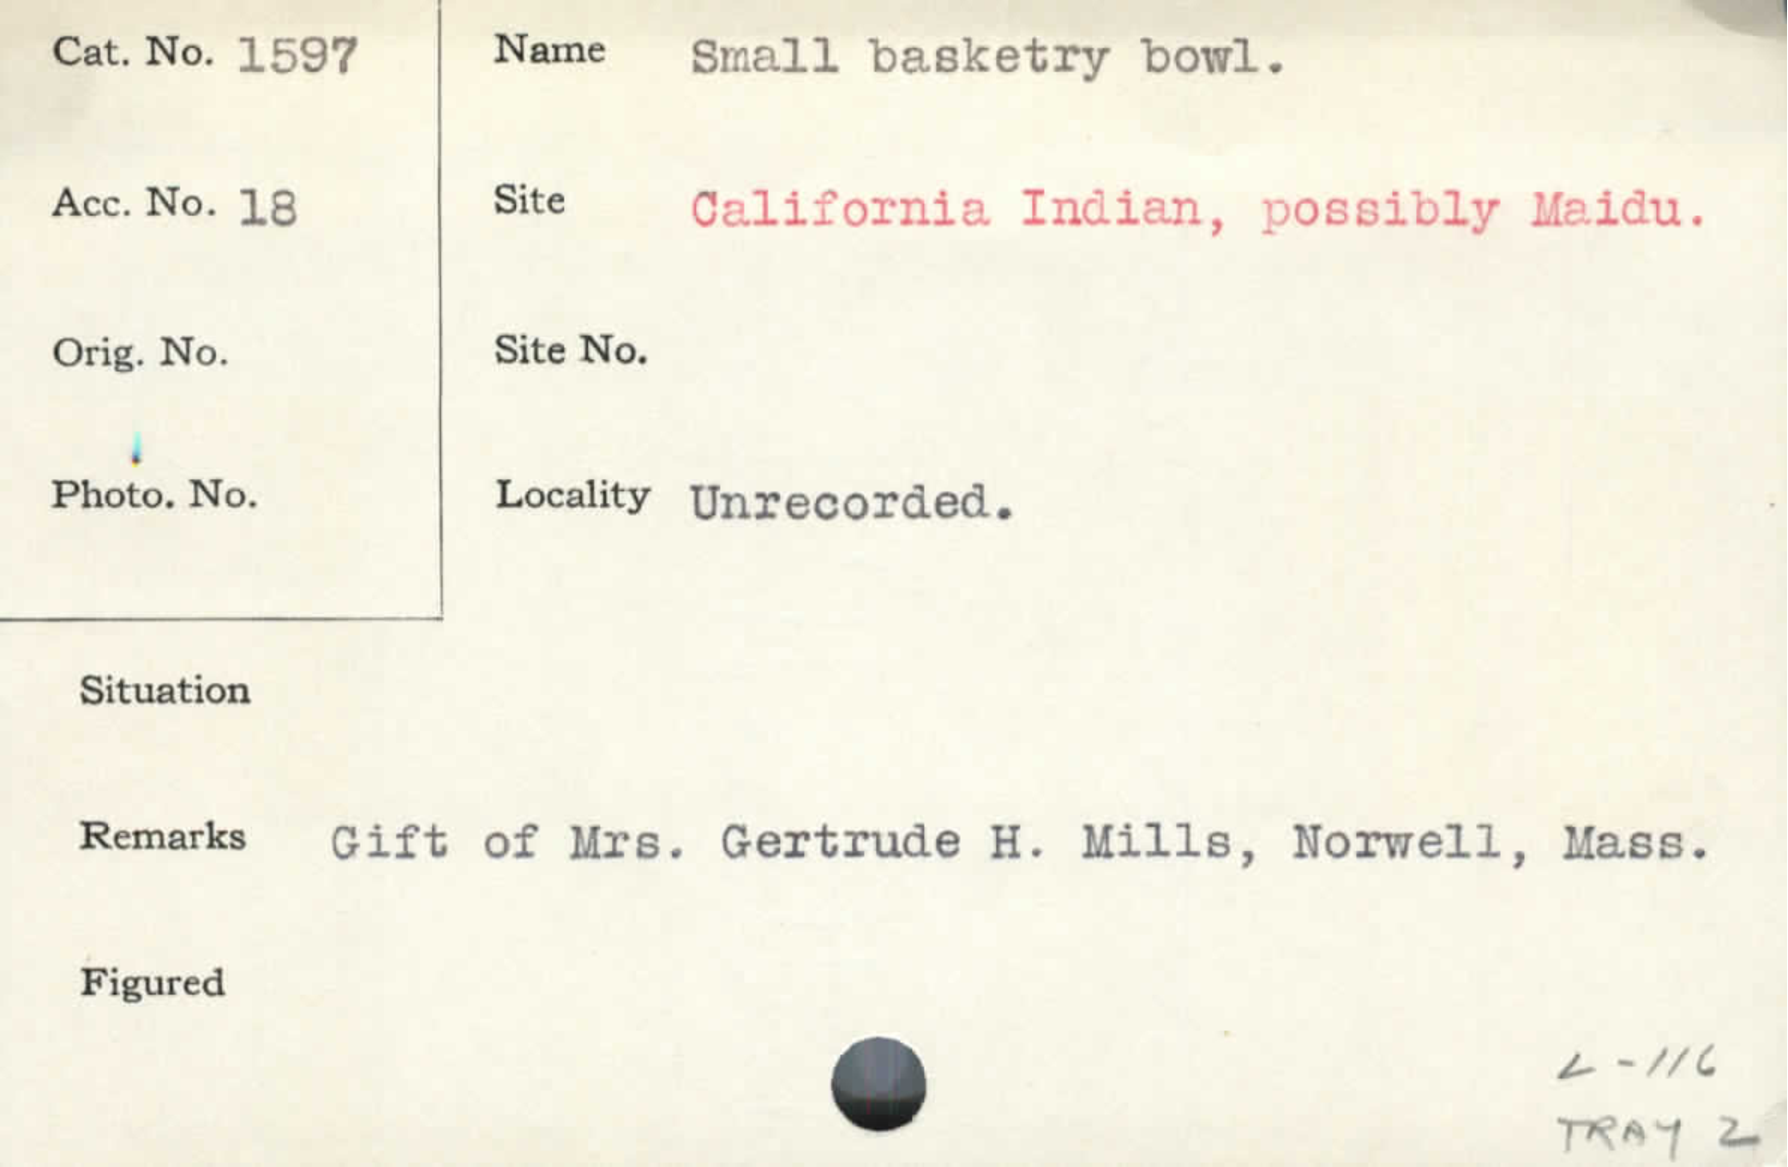 Cat. No. 1597
Name Small basketry bowl.
Acc. No. 18
Site California Indian, possibly Maidu.
Orig. No.
Site No.
Photo. No.
Locality Unrecorded.
Situation
Remarks Gift of Mrs. Gertrude H. Mills, Norwell, Mass.
Figured
L-116
TRAY 2